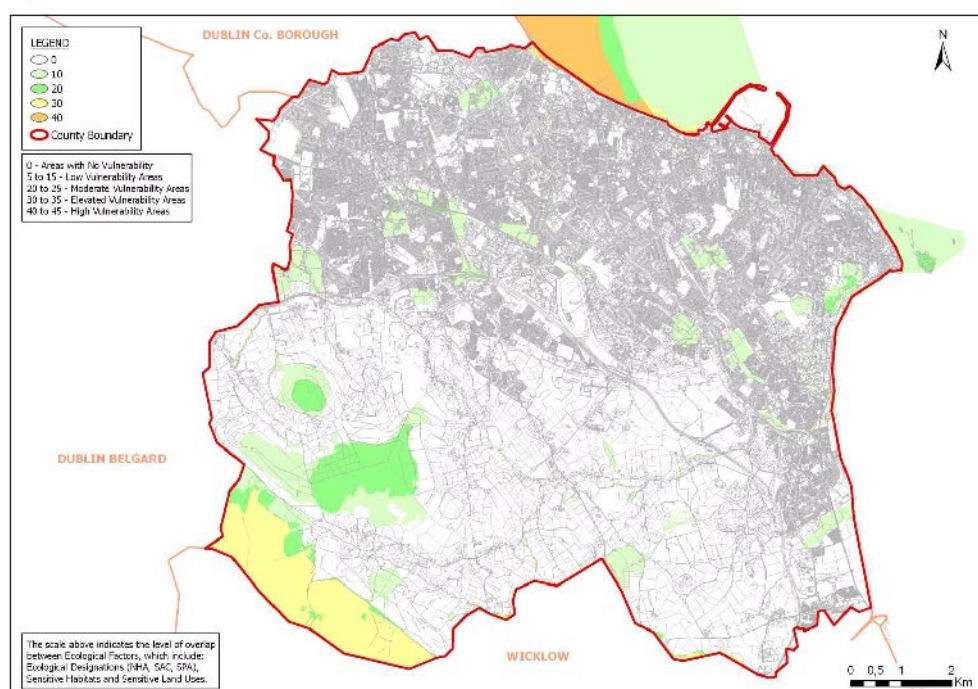 DUBLIN Co. BOROUGH
N
LEGEND
0
10
20
30
40
County Boundary
0 - Areas with No Vulnerability
5 to 15 - Low Vulnerability Areas
20 to 25 - Moderate Vulnerability Areas
30 to 35 - Elevated Vulnerability Areas
40 to 45 - High Vulnerability Areas
DUBLIN BELGARD
The scale above indicates the level of overlap
between Ecological Factors, which include:
Ecological Designations (NHA, SAC, SPA),
Sensitive Habitats and Sensitive Land Uses.
WICKLOW
0 0,5 1 2
Km